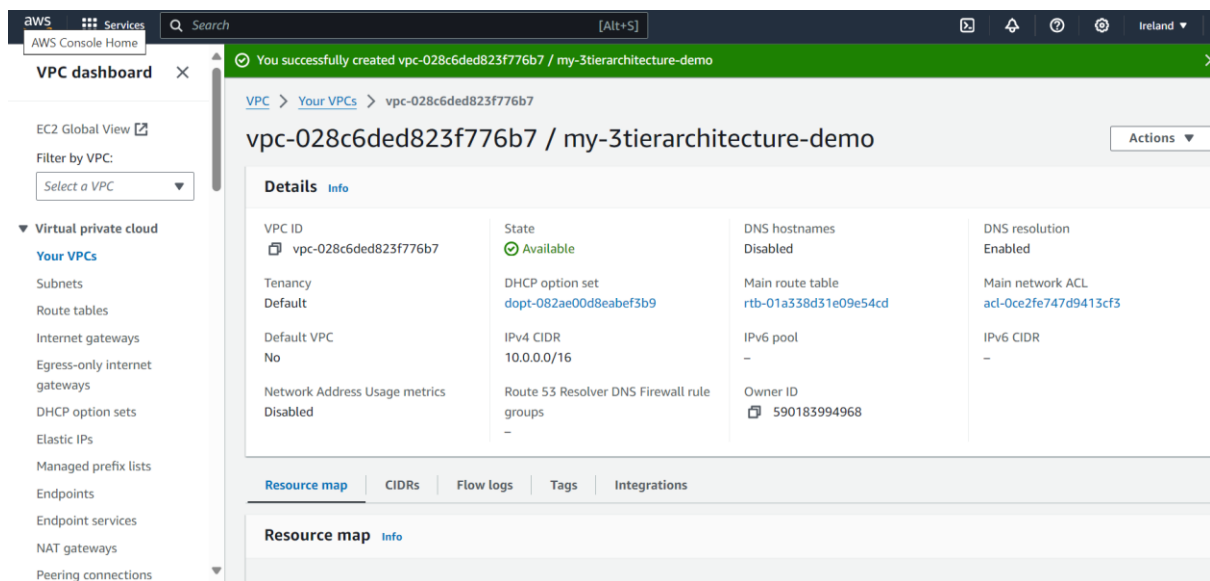 aws Services Search [Alt+S] Ireland
AWS Console Home
VPC dashboard
EC2 Global View
Filter by VPC:
Select a VPC
Virtual private cloud
Your VPCs
Subnets
Route tables
Internet gateways
Egress-only internet
gateways
DHCP option sets
Elastic IPs
Managed prefix lists
Endpoints
Endpoint services
NAT gateways
Peering connections
You successfully created vpc-028c6ded823f776b7 / my-3tierarchitecture-demo
VPC > Your VPCs > vpc-028c6ded823f776b7
vpc-028c6ded823f776b7 / my-3tierarchitecture-demo
Actions
Details Info
VPC ID
vpc-028c6ded823f776b7
State
Available
DNS hostnames
Disabled
DNS resolution
Enabled
Tenancy
Default
DHCP option set
dopt-082ae00d8eabef3b9
Main route table
rtb-01a338d31e09e54cd
Main network ACL
acl-0ce2fe747d9413cf3
Default VPC
No
IPv4 CIDR
10.0.0.0/16
IPv6 pool
–
IPv6 CIDR
–
Network Address Usage metrics
Disabled
Route 53 Resolver DNS Firewall rule
groups
–
Owner ID
590183994968
Resource map CIDRs Flow logs Tags Integrations
Resource map Info